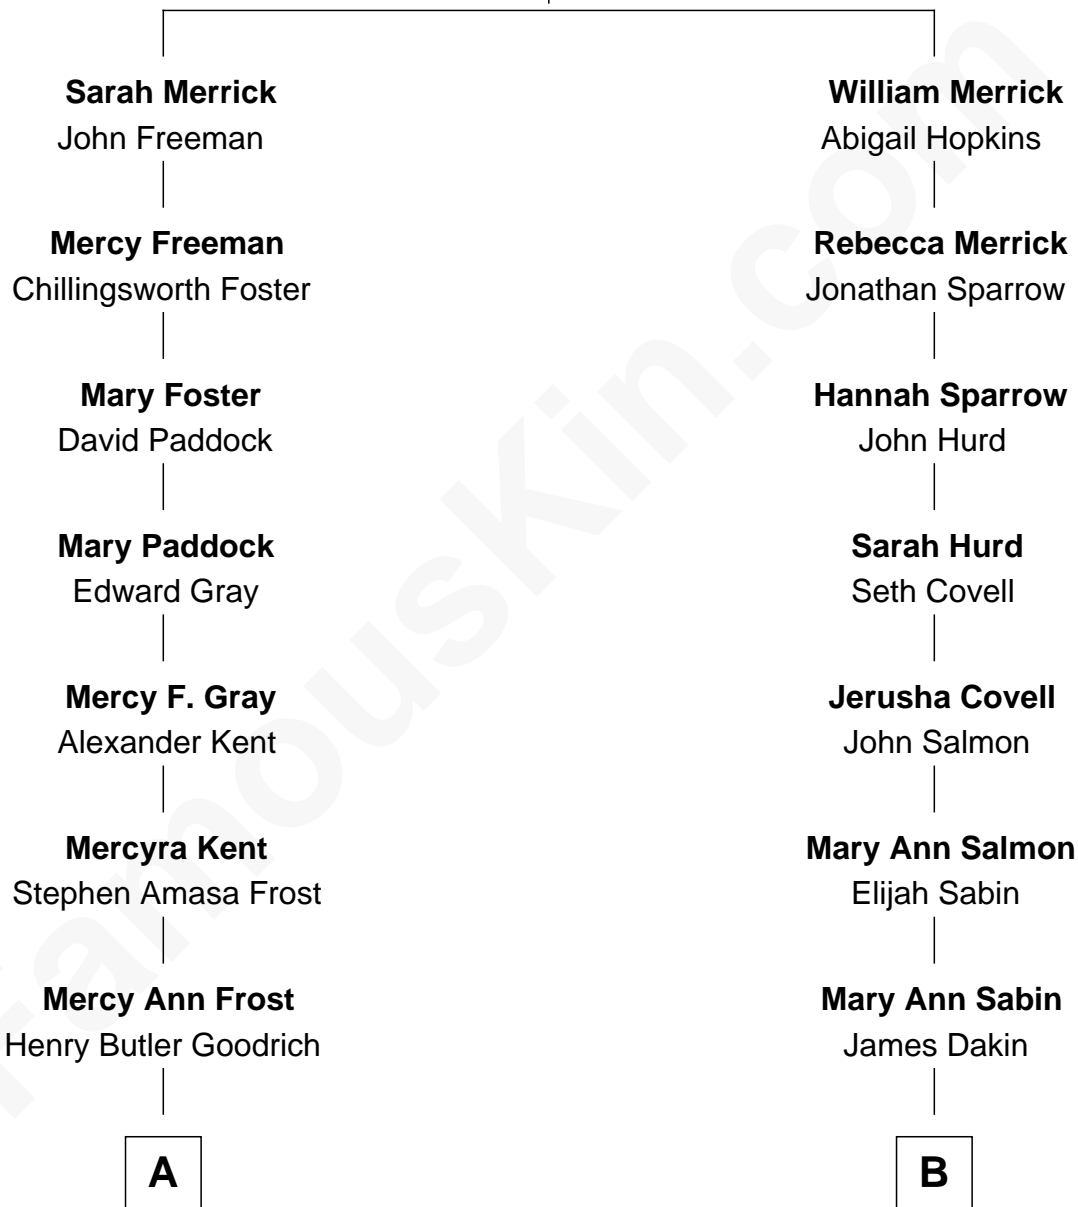 Sarah Merrick
John Freeman
Mercy Freeman
Chillingsworth Foster
Mary Foster
David Paddock
Mary Paddock
Edward Gray
Mercy F. Gray
Alexander Kent
Mercyra Kent
Stephen Amasa Frost
Mercy Ann Frost
Henry Butler Goodrich
A
William Merrick
Abigail Hopkins
Rebecca Merrick
Jonathan Sparrow
Hannah Sparrow
John Hurd
Sarah Hurd
Seth Covell
Jerusha Covell
John Salmon
Mary Ann Salmon
Elijah Sabin
Mary Ann Sabin
James Dakin
B
FamousKin.com